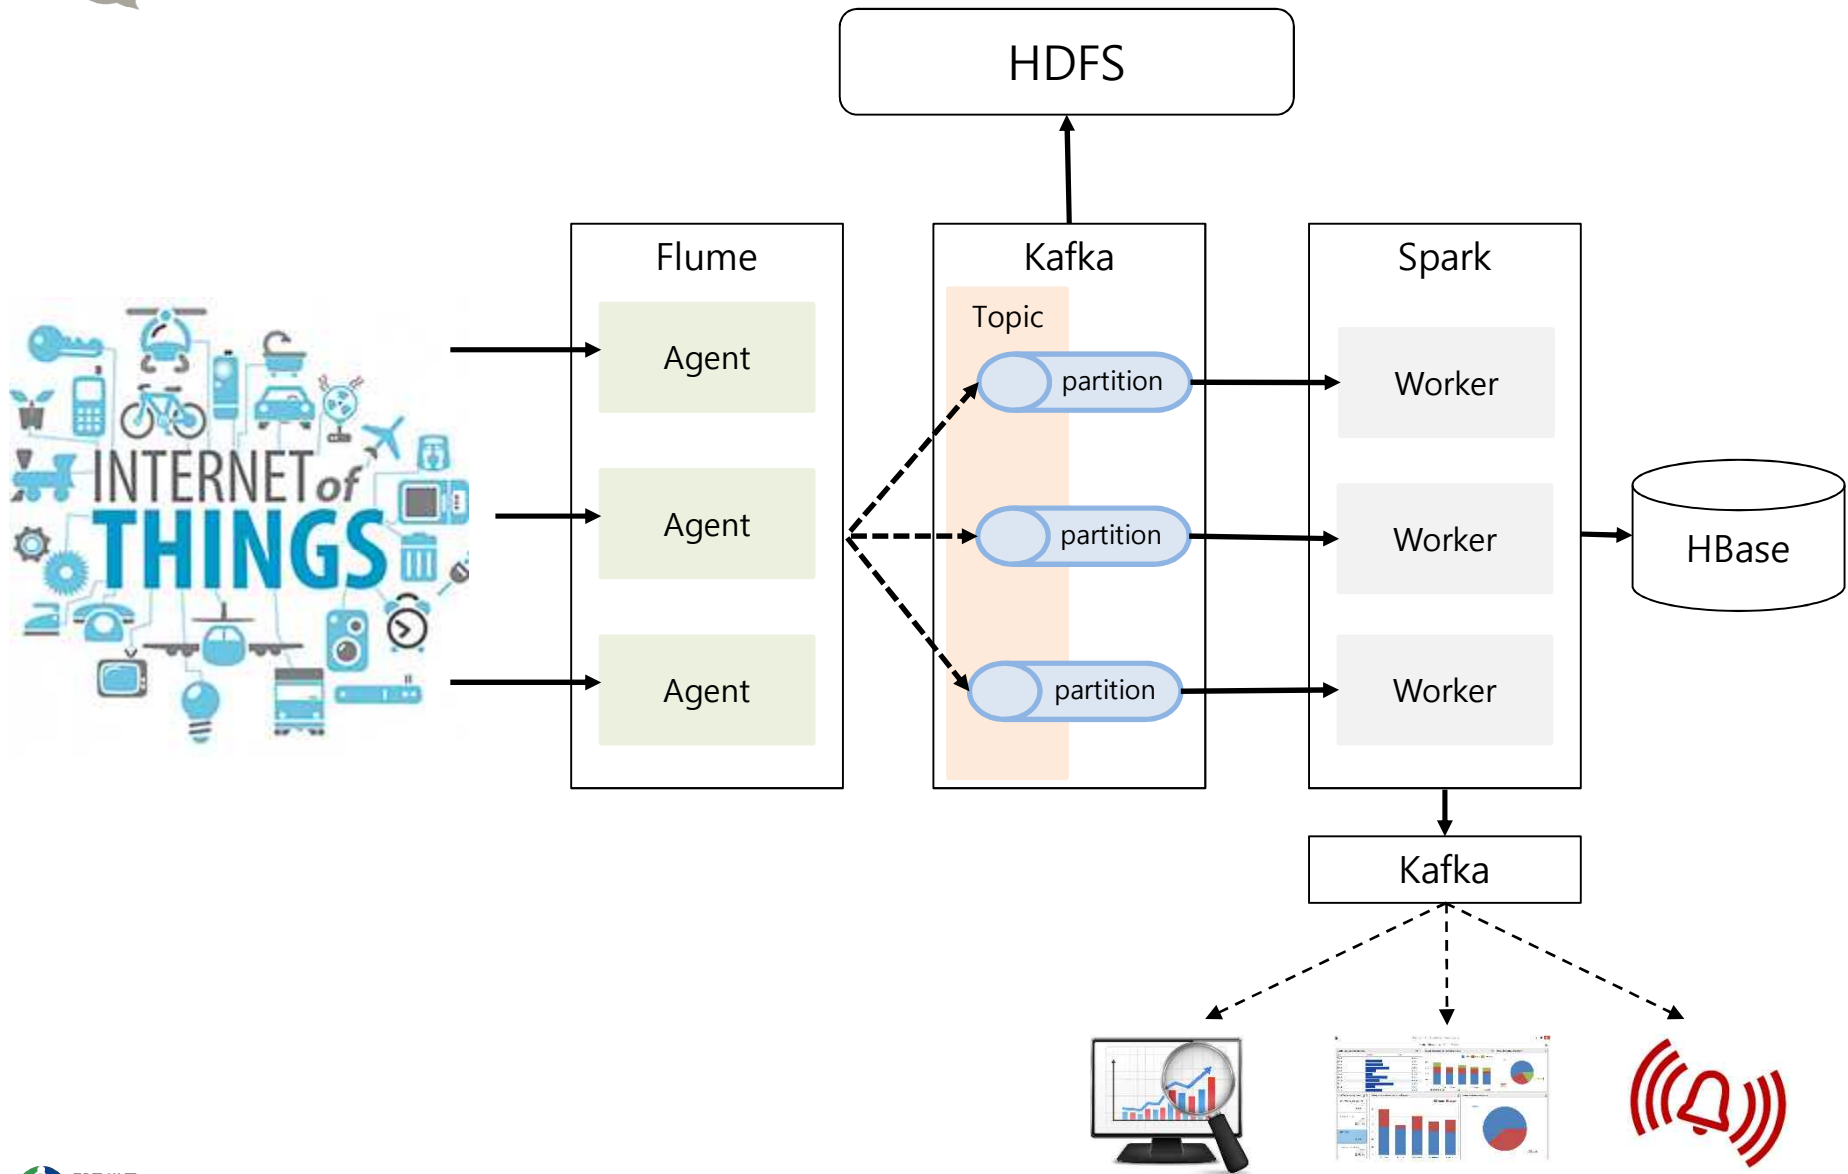 HDFS
Flume
Kafka
Spark
Topic
Agent
partition
Worker
INTERNET of
THINGS
Agent
partition
Worker
HBase
Agent
partition
Worker
Kafka